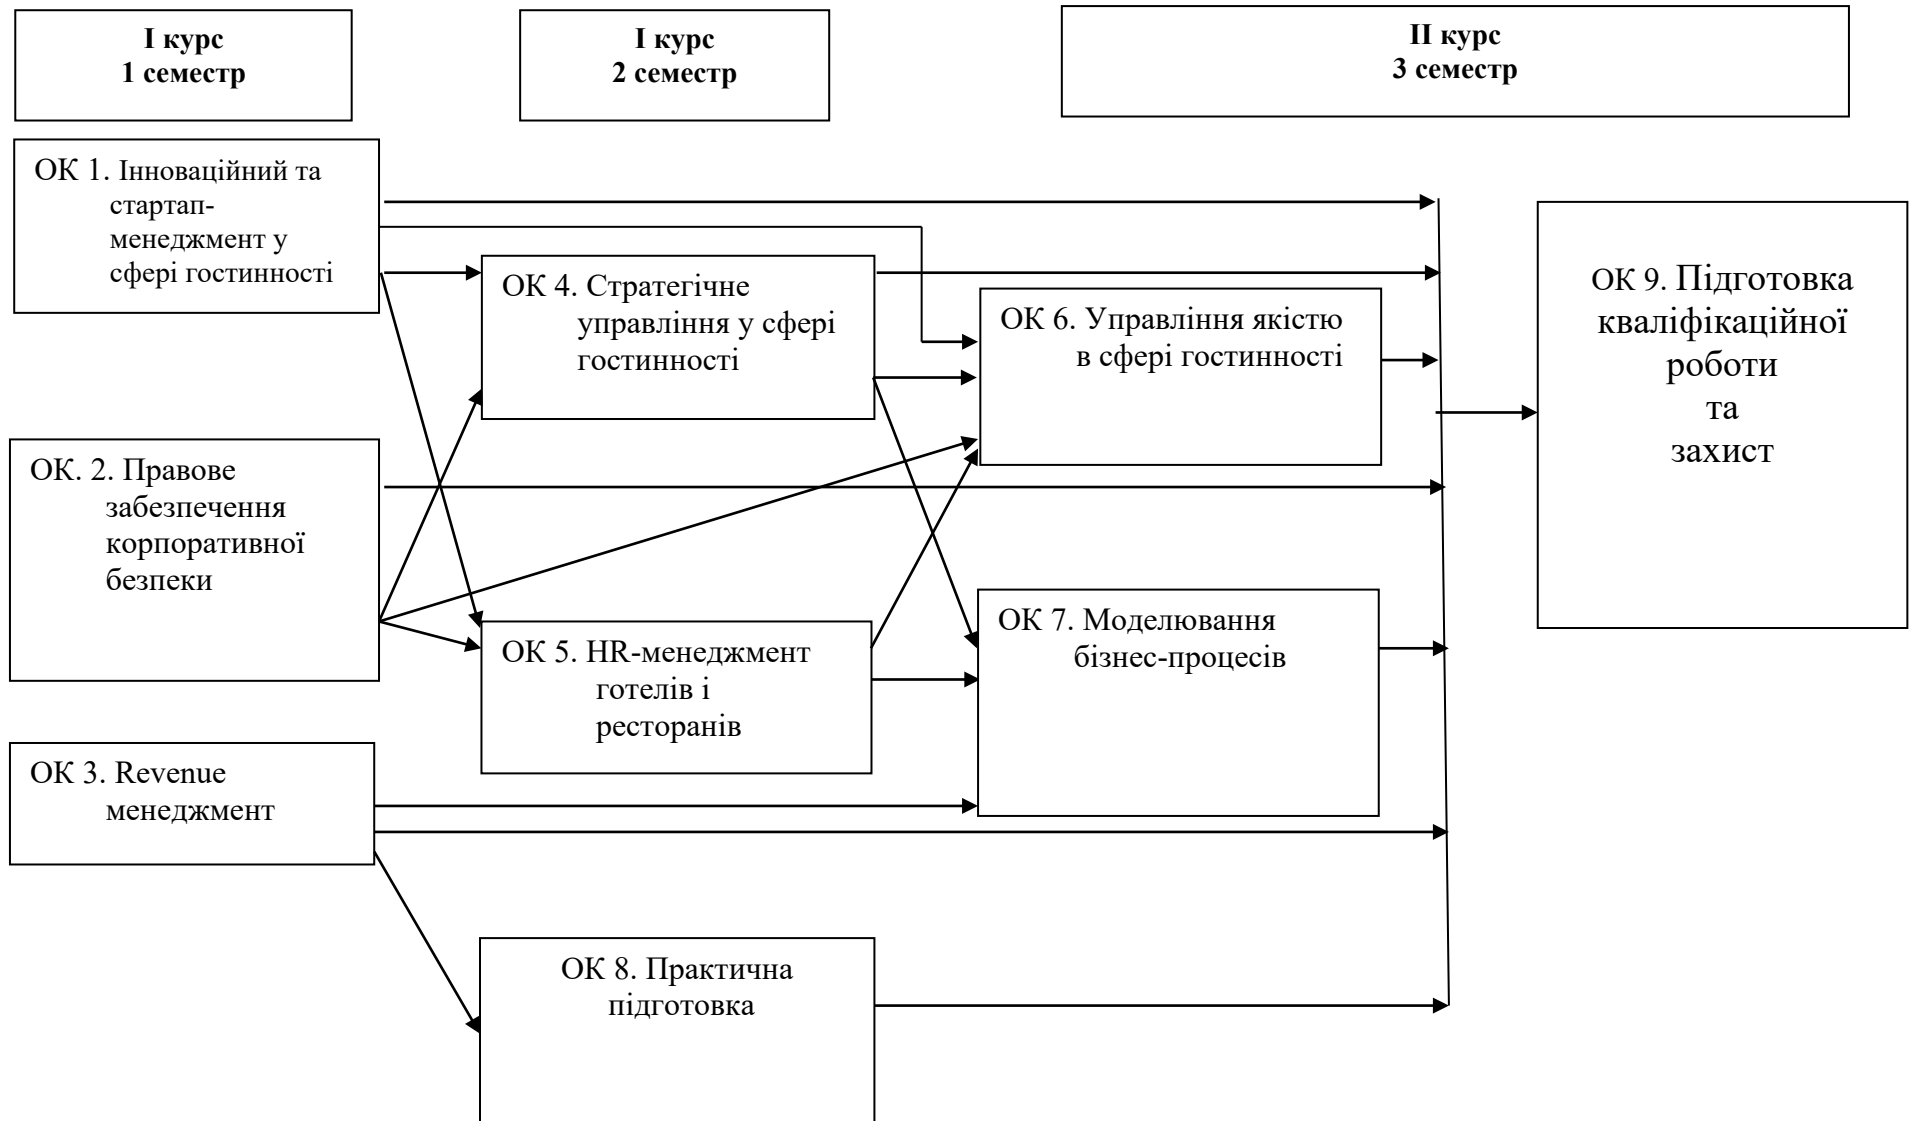 І курс
1 семестр
І курс
2 семестр
ІІ курс
3 семестр
ОК 1. Інноваційний та
стартап-
менеджмент у
сфері гостинності
ОК. 2. Правове
забезпечення
корпоративної
безпеки
ОК 3. Revenue
менеджмент
ОК 4. Стратегічне
управління у сфері
гостинності
ОК 5. HR-менеджмент
готелів і
ресторанів
ОК 8. Практична
підготовка
ОК 6. Управління якістю
в сфері гостинності
ОК 7. Моделювання
бізнес-процесів
ОК 9. Підготовка
кваліфікаційної
роботи
та
захист